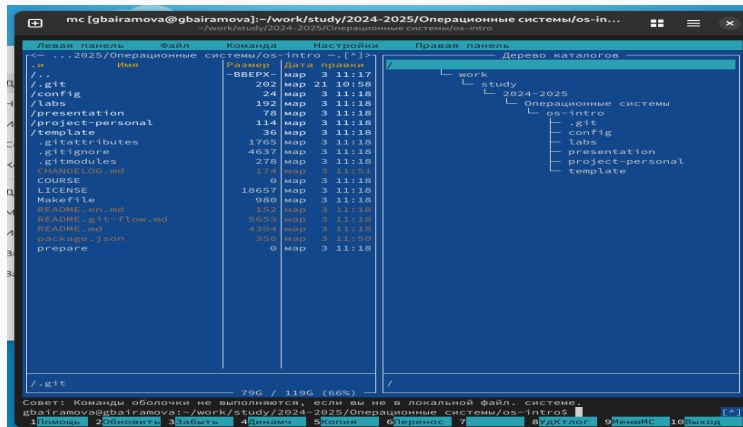 mc [gbairamova@gbairamova]:~/work/study/2024-2025/Операционные системы/os-in...
~/work/study/2024-2025/Операционные системы/os-intro
Левая панель Файл Команда Настройки Правая панель
<— ...2025/Операционные системы/os-intro —.[^]>
.и Имя Размер Дата правки
/.. -ВВЕРХ- мар 3 11:17
/.git 202 мар 21 10:58
/config 24 мар 3 11:18
/labs 192 мар 3 11:18
/presentation 78 мар 3 11:18
/project-personal 114 мар 3 11:18
/template 36 мар 3 11:18
.gitattributes 1765 мар 3 11:18
.gitignore 4637 мар 3 11:18
.gitmodules 278 мар 3 11:18
CHANGELOG.md 174 мар 3 11:51
COURSE 0 мар 3 11:18
LICENSE 18657 мар 3 11:18
Makefile 980 мар 3 11:18
README.en.md 152 мар 3 11:18
README.git-flow.md 5653 мар 3 11:18
README.md 4304 мар 3 11:18
package.json 356 мар 3 11:50
prepare 0 мар 3 11:18
/.git
79G / 119G (66%)
Дерево каталогов
/
work
study
2024-2025
Операционные системы
os-intro
.git
config
labs
presentation
project-personal
template
/
Совет: Команды оболочки не выполняются, если вы не в локальной файл. системе.
gbairamova@gbairamova:~/work/study/2024-2025/Операционные системы/os-intro$ [^]
1Помощь 2Обновить 3Забыть 4Динамч 5Копия 6Перенос 7 8УдКтлог 9МенюMC 10Выход